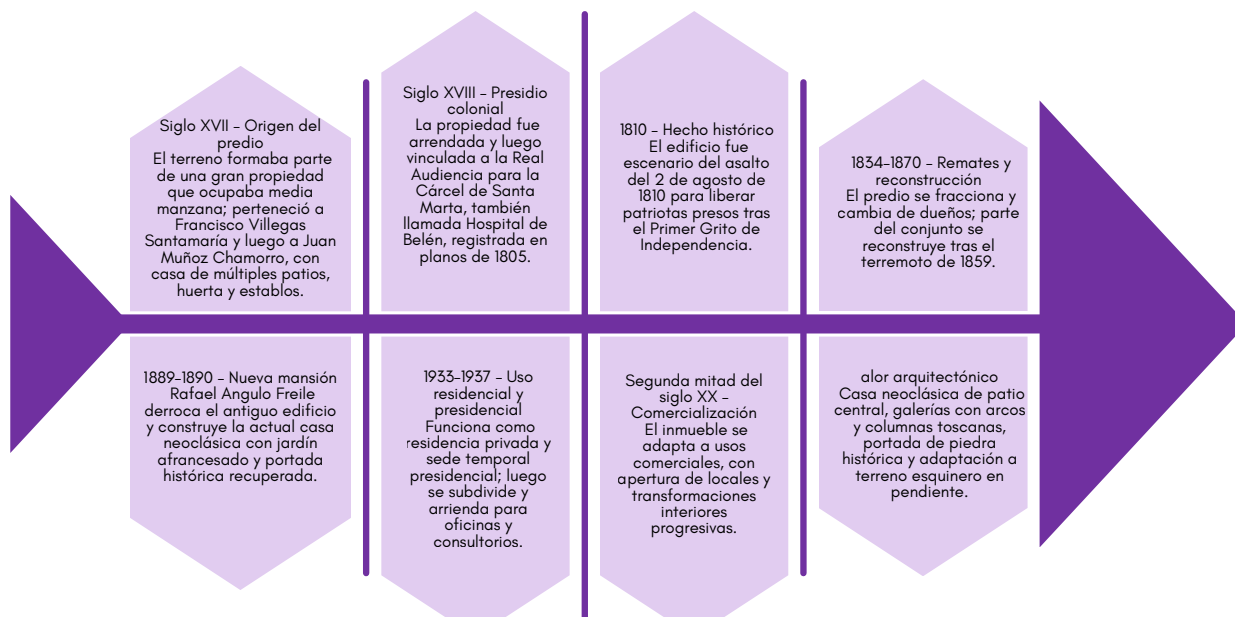 Siglo XVII – Origen del
predio
El terreno formaba parte
de una gran propiedad
que ocupaba media
manzana; perteneció a
Francisco Villegas
Santamaría y luego a Juan
Muñoz Chamorro, con
casa de múltiples patios,
huerta y establos.
Siglo XVIII – Presidio
colonial
La propiedad fue
arrendada y luego
vinculada a la Real
Audiencia para la
Cárcel de Santa
Marta, también
llamada Hospital de
Belén, registrada en
planos de 1805.
1810 – Hecho histórico
El edificio fue
escenario del asalto
del 2 de agosto de
1810 para liberar
patriotas presos tras
el Primer Grito de
Independencia.
1834–1870 – Remates y
reconstrucción
El predio se fracciona y
cambia de dueños; parte
del conjunto se
reconstruye tras el
terremoto de 1859.
1889–1890 – Nueva mansión
Rafael Angulo Freile
derroca el antiguo edificio
y construye la actual casa
neoclásica con jardín
afrancesado y portada
histórica recuperada.
1933–1937 – Uso
residencial y
presidencial
Funciona como
residencia privada y
sede temporal
presidencial; luego
se subdivide y
arrienda para
oficinas y
consultorios.
Segunda mitad del
siglo XX –
Comercialización
El inmueble se
adapta a usos
comerciales, con
apertura de locales y
transformaciones
interiores
progresivas.
alor arquitectónico
Casa neoclásica de patio
central, galerías con arcos
y columnas toscanas,
portada de piedra
histórica y adaptación a
terreno esquinero en
pendiente.